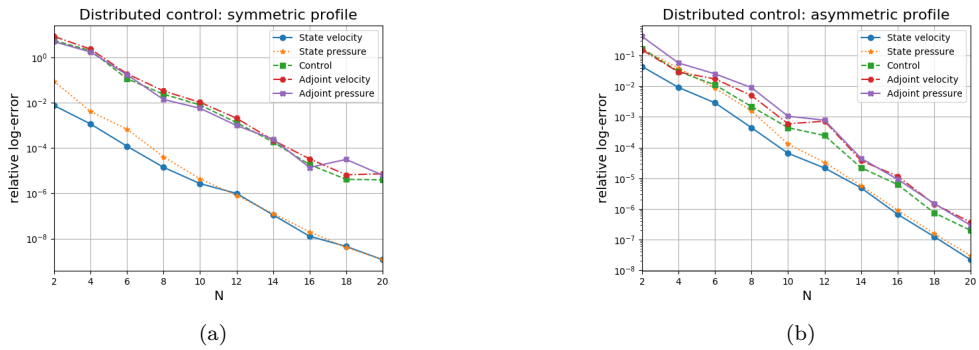 Distributed control: symmetric profile
State velocity
State pressure
Control
Adjoint velocity
Adjoint pressure
relative log-error
10^0
10^-2
10^-4
10^-6
10^-8
2 4 6 8 10 12 14 16 18 20
N
(a)
Distributed control: asymmetric profile
State velocity
State pressure
Control
Adjoint velocity
Adjoint pressure
relative log-error
10^-1
10^-2
10^-3
10^-4
10^-5
10^-6
10^-7
10^-8
2 4 6 8 10 12 14 16 18 20
N
(b)